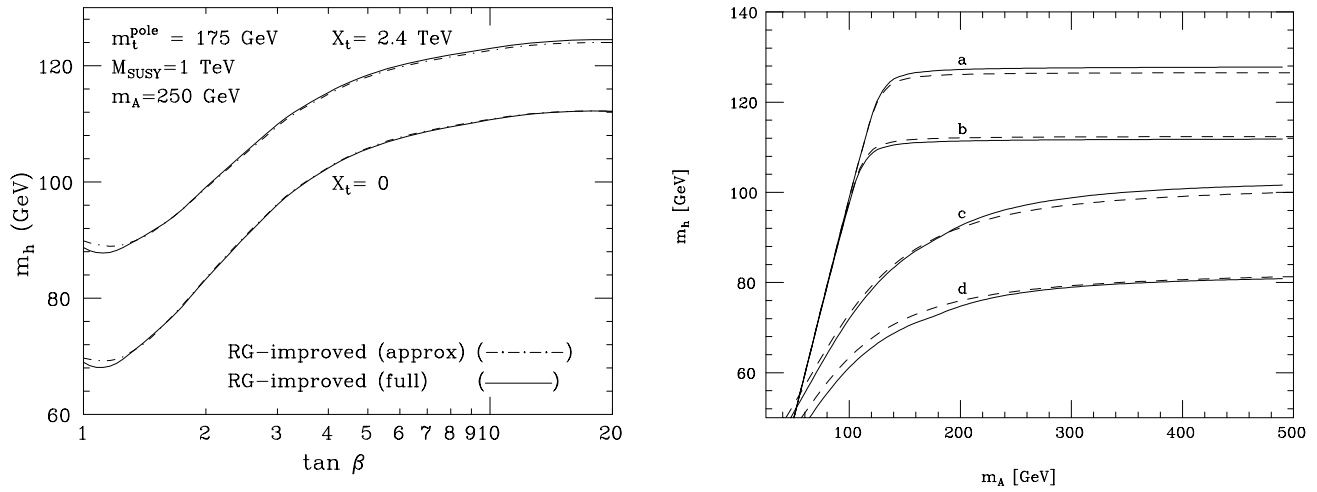 m_t^pole = 175 GeV X_t = 2.4 TeV
M_SUSY=1 TeV
m_A=250 GeV
X_t= 0
RG-improved (approx) (—·—·—·—)
RG-improved (full) (———)
m_h (GeV)
120
100
80
60
1 2 3 4 5 6 7 8 910 20
tan β
140
120
100
80
60
m_h [GeV]
a
b
c
d
100 200 300 400 500
m_A [GeV]